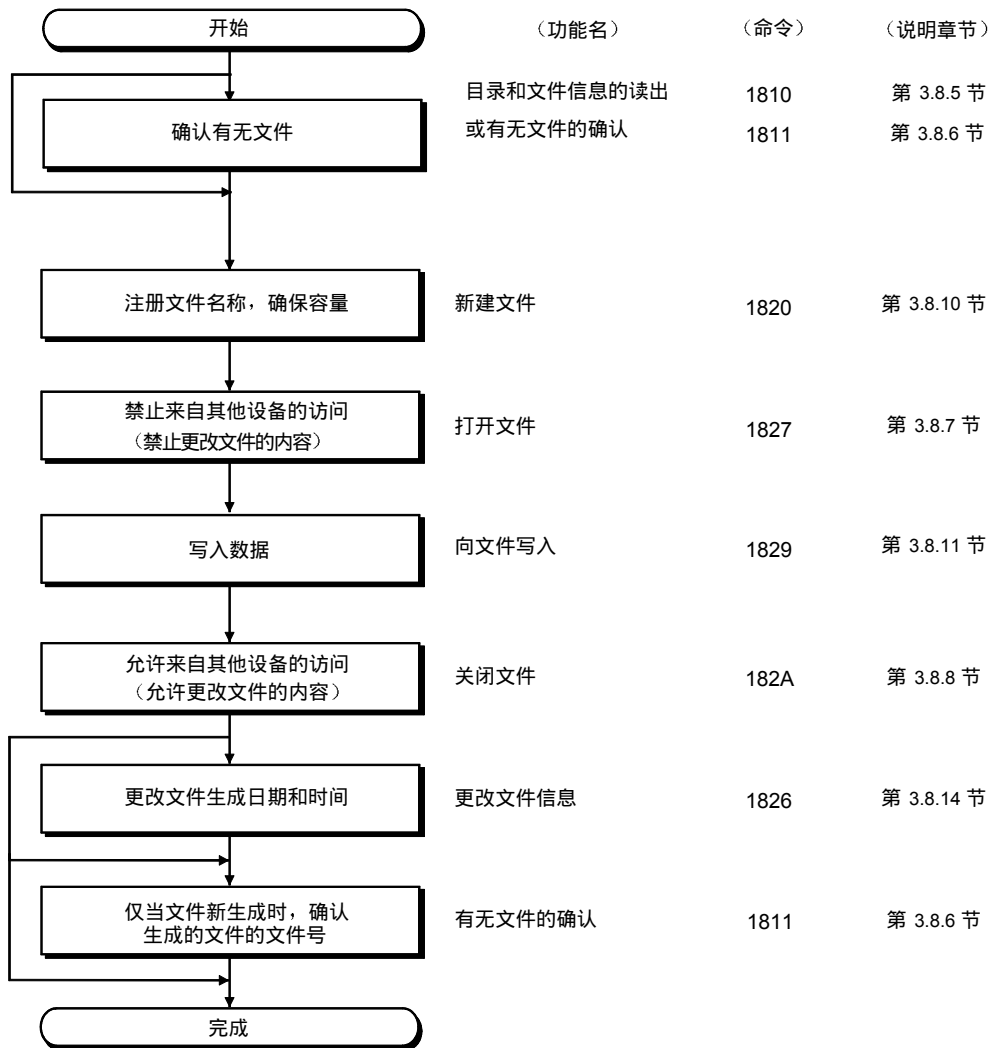 开始 （功能名） （命令） （说明章节）
目录和文件信息的读出 1810 第 3.8.5 节
确认有无文件 或有无文件的确认 1811 第 3.8.6 节
注册文件名称，确保容量 新建文件 1820 第 3.8.10 节
禁止来自其他设备的访问
（禁止更改文件的内容） 打开文件 1827 第 3.8.7 节
写入数据 向文件写入 1829 第 3.8.11 节
允许来自其他设备的访问
（允许更改文件的内容） 关闭文件 182A 第 3.8.8 节
更改文件生成日期和时间 更改文件信息 1826 第 3.8.14 节
仅当文件新生成时，确认
生成的文件的文件号 有无文件的确认 1811 第 3.8.6 节
完成